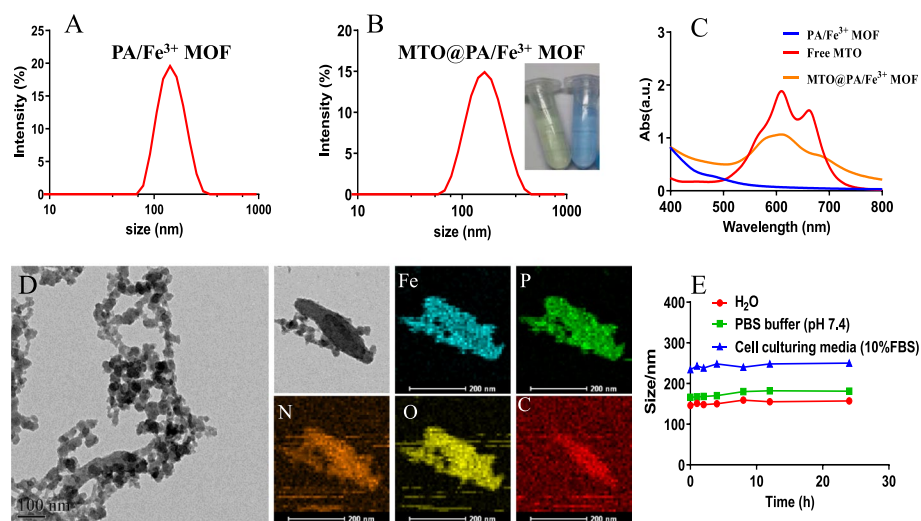 A
PA/Fe³⁺ MOF
Intensity (%)
25
20
15
10
5
0
10
100
1000
size (nm)
B
MTO@PA/Fe³⁺ MOF
Intensity (%)
20
15
10
5
0
10
100
1000
size (nm)
C
PA/Fe³⁺ MOF
Free MTO
MTO@PA/Fe³⁺ MOF
Abs(a.u.)
3
2
1
0
400
500
600
700
800
Wavelength (nm)
D
100 nm
Fe
200 nm
P
200 nm
N
200 nm
O
200 nm
C
200 nm
E
H₂O
PBS buffer (pH 7.4)
Cell culturing media (10%FBS)
Size/nm
400
300
200
100
0
0
10
20
30
Time (h)